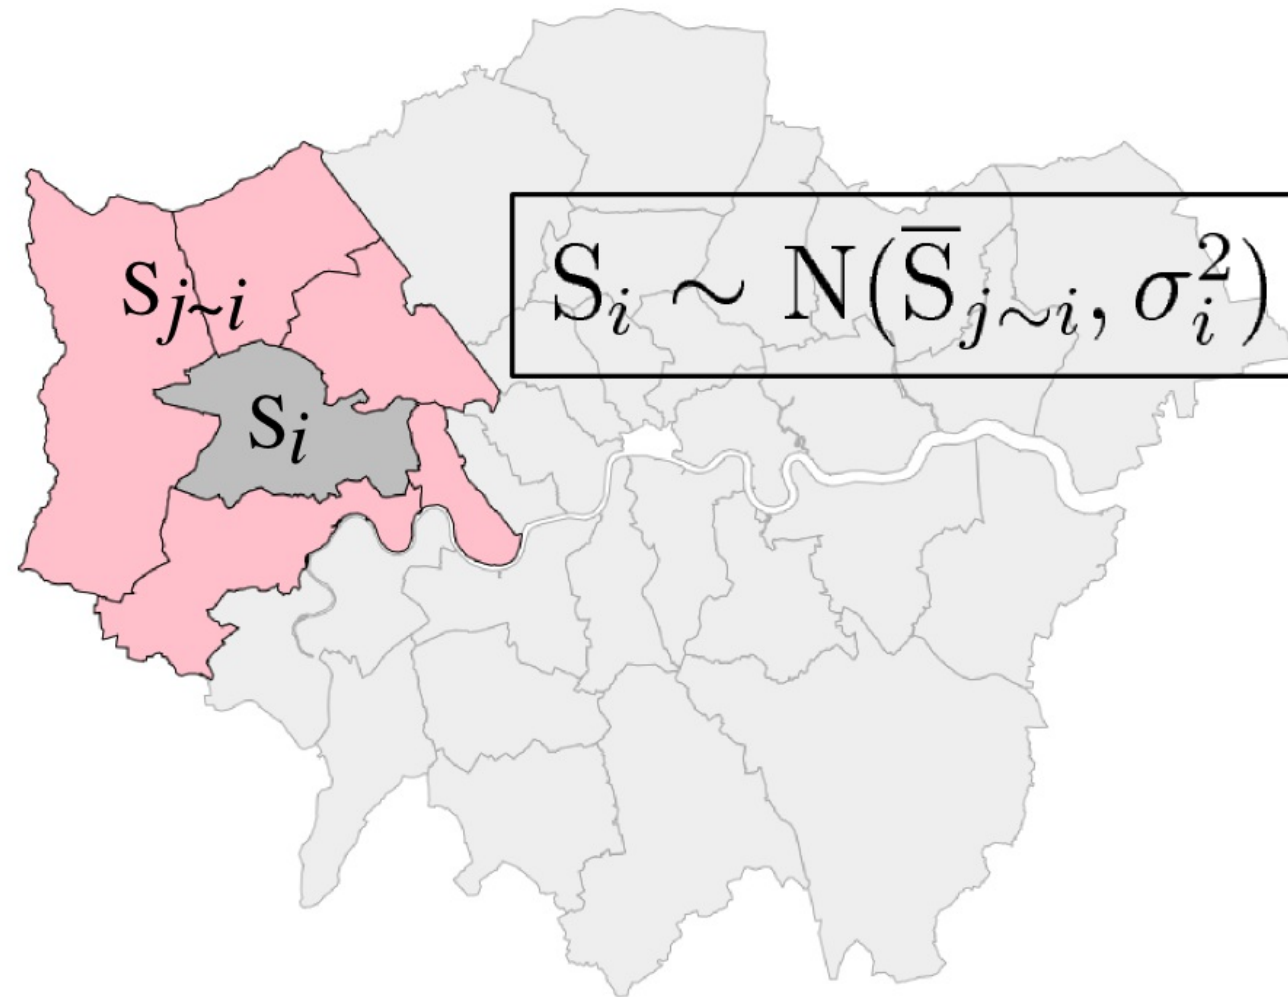 S_{j~i}
S_i ~ N(S̅_{j~i}, σ_i^2)
S_i